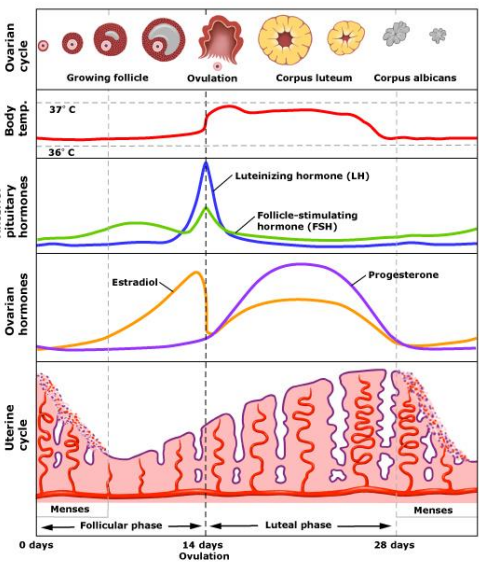 Ovarian
cycle
Growing follicle
Ovulation
Corpus luteum
Corpus albicans
Body
temp.
37° C
36° C
Pituitary
hormones
Luteinizing hormone (LH)
Follicle-stimulating
hormone (FSH)
Ovarian
hormones
Estradiol
Progesterone
Uterine
cycle
Menses
Menses
Follicular phase
Luteal phase
0 days
14 days
Ovulation
28 days